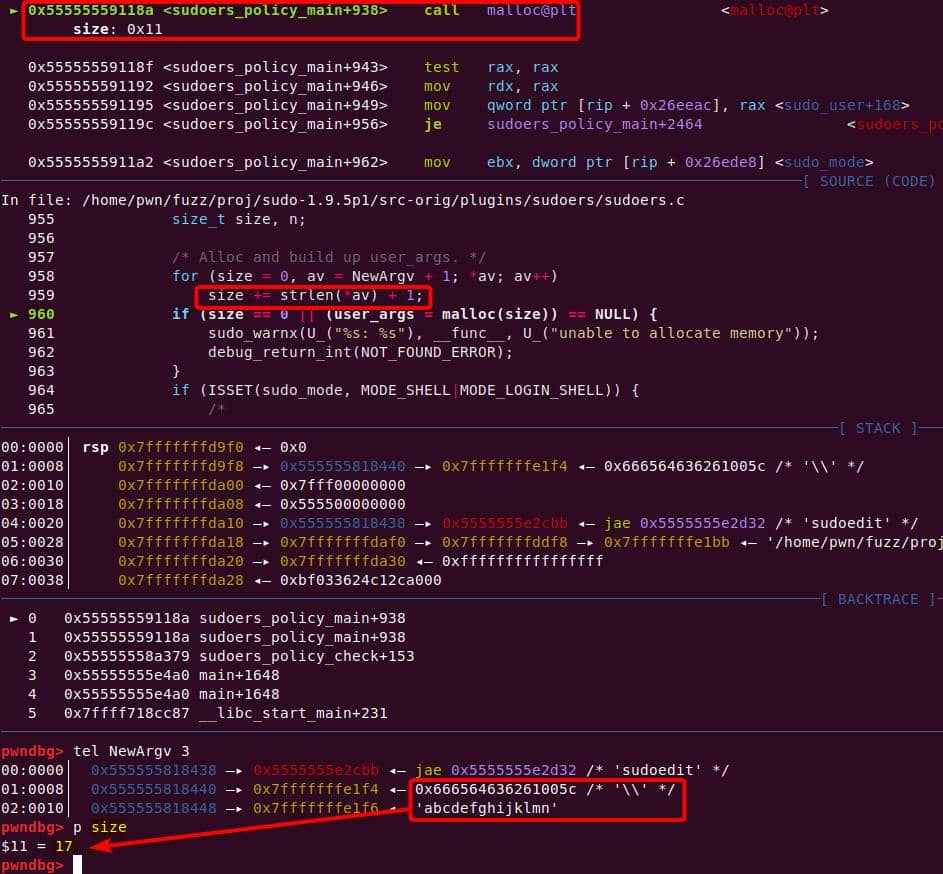 ► 0x55555559118a <sudoers_policy_main+938>    call   malloc@plt                <malloc@plt>
        size: 0x11
  0x55555559118f <sudoers_policy_main+943>    test   rax, rax
  0x555555591192 <sudoers_policy_main+946>    mov    rdx, rax
  0x555555591195 <sudoers_policy_main+949>    mov    qword ptr [rip + 0x26eeac], rax <sudo_user+168>
  0x55555559119c <sudoers_policy_main+956>    je     sudoers_policy_main+2464                <sudoers_po
  0x5555555911a2 <sudoers_policy_main+962>    mov    ebx, dword ptr [rip + 0x26ede8] <sudo_mode>
[ SOURCE (CODE) ]
In file: /home/pwn/fuzz/proj/sudo-1.9.5p1/src-orig/plugins/sudoers/sudoers.c
   955             size_t size, n;
   956
   957             /* Alloc and build up user_args. */
   958             for (size = 0, av = NewArgv + 1; *av; av++)
   959                 size += strlen(*av) + 1;
 ► 960             if (size == 0 || (user_args = malloc(size)) == NULL) {
   961                 sudo_warnx(U_("%s: %s"), __func__, U_("unable to allocate memory"));
   962                 debug_return_int(NOT_FOUND_ERROR);
   963             }
   964             if (ISSET(sudo_mode, MODE_SHELL|MODE_LOGIN_SHELL)) {
   965                 /*
[ STACK ]
00:0000│ rsp 0x7fffffffd9f0 ◂— 0x0
01:0008│     0x7fffffffd9f8 —▸ 0x555555818440 —▸ 0x7fffffffe1f4 ◂— 0x666564636261005c /* '\\' */
02:0010│     0x7fffffffda00 ◂— 0x7fff00000000
03:0018│     0x7fffffffda08 ◂— 0x555500000000
04:0020│     0x7fffffffda10 —▸ 0x555555818438 —▸ 0x5555555e2cbb ◂— jae 0x5555555e2d32 /* 'sudoedit' */
05:0028│     0x7fffffffda18 —▸ 0x7fffffffdaf0 —▸ 0x7fffffffddf8 —▸ 0x7fffffffe1bb ◂— '/home/pwn/fuzz/proj
06:0030│     0x7fffffffda20 —▸ 0x7fffffffda30 ◂— 0xffffffffffffffff
07:0038│     0x7fffffffda28 ◂— 0xbf033624c12ca000
[ BACKTRACE ]
 ► 0   0x55555559118a sudoers_policy_main+938
   1   0x55555559118a sudoers_policy_main+938
   2   0x55555558a379 sudoers_policy_check+153
   3   0x55555555e4a0 main+1648
   4   0x55555555e4a0 main+1648
   5   0x7ffff718cc87 __libc_start_main+231
pwndbg> tel NewArgv 3
00:0000│  0x555555818438 —▸ 0x5555555e2cbb ◂— jae 0x5555555e2d32 /* 'sudoedit' */
01:0008│  0x555555818440 —▸ 0x7fffffffe1f4 ◂— 0x666564636261005c /* '\\' */
02:0010│  0x555555818448 —▸ 0x7fffffffe1f6 ◂— 'abcdefghijklmn'
pwndbg> p size
$11 = 17
pwndbg>